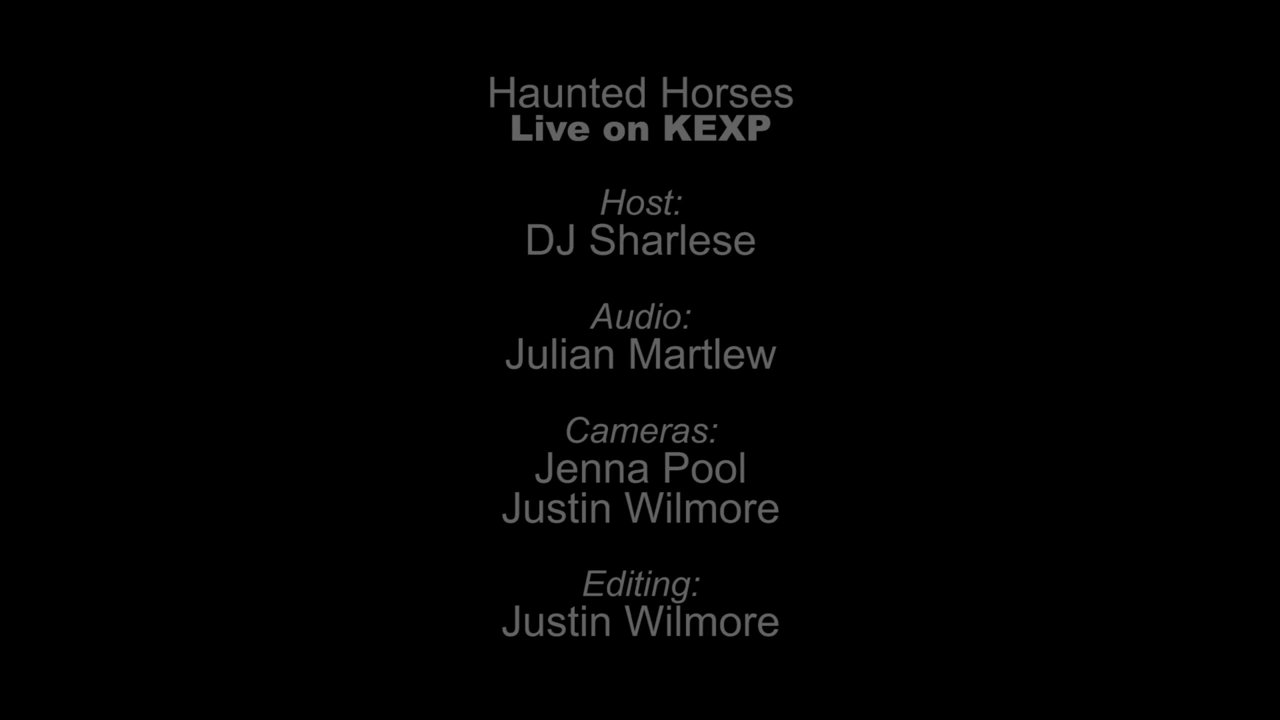 Haunted Horses
Live on KEXP
Host:
DJ Sharlese
Audio:
Julian Martlew
Cameras:
Jenna Pool
Justin Wilmore
Editing:
Justin Wilmore